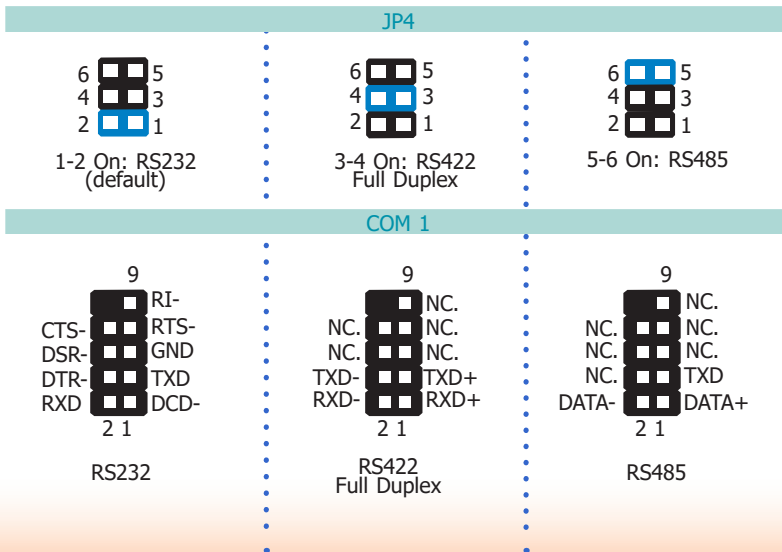 JP4
6 5
4 3
2 1
1-2 On: RS232
(default)
6 5
4 3
2 1
3-4 On: RS422
Full Duplex
6 5
4 3
2 1
5-6 On: RS485
COM 1
9
RI-
CTS- RTS-
DSR- GND
DTR- TXD
RXD DCD-
2 1
RS232
9
NC.
NC. NC.
NC. NC.
TXD- TXD+
RXD- RXD+
2 1
RS422
Full Duplex
9
NC.
NC. NC.
NC. NC.
NC. TXD
DATA- DATA+
2 1
RS485